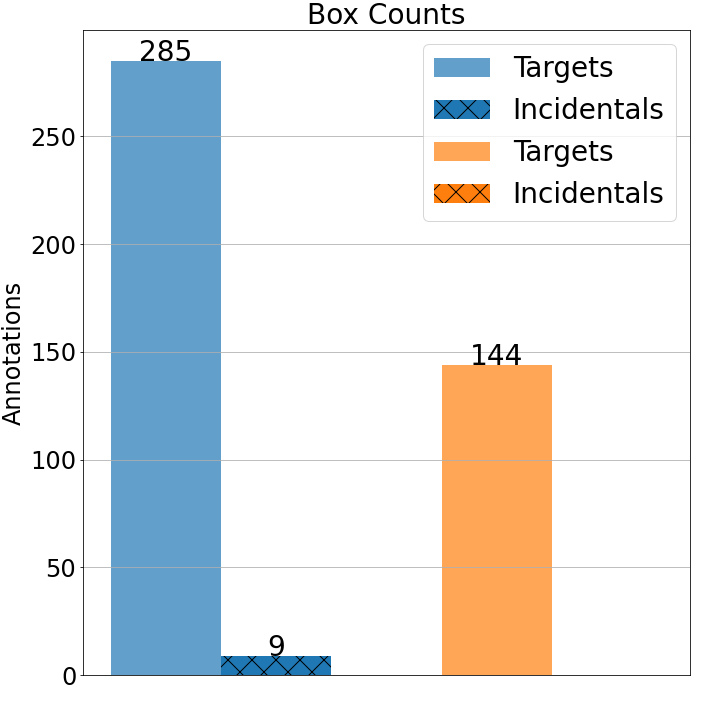 Box Counts
285
Targets
Incidentals
Targets
Incidentals
250
200
150
100
50
0
Annotations
144
9